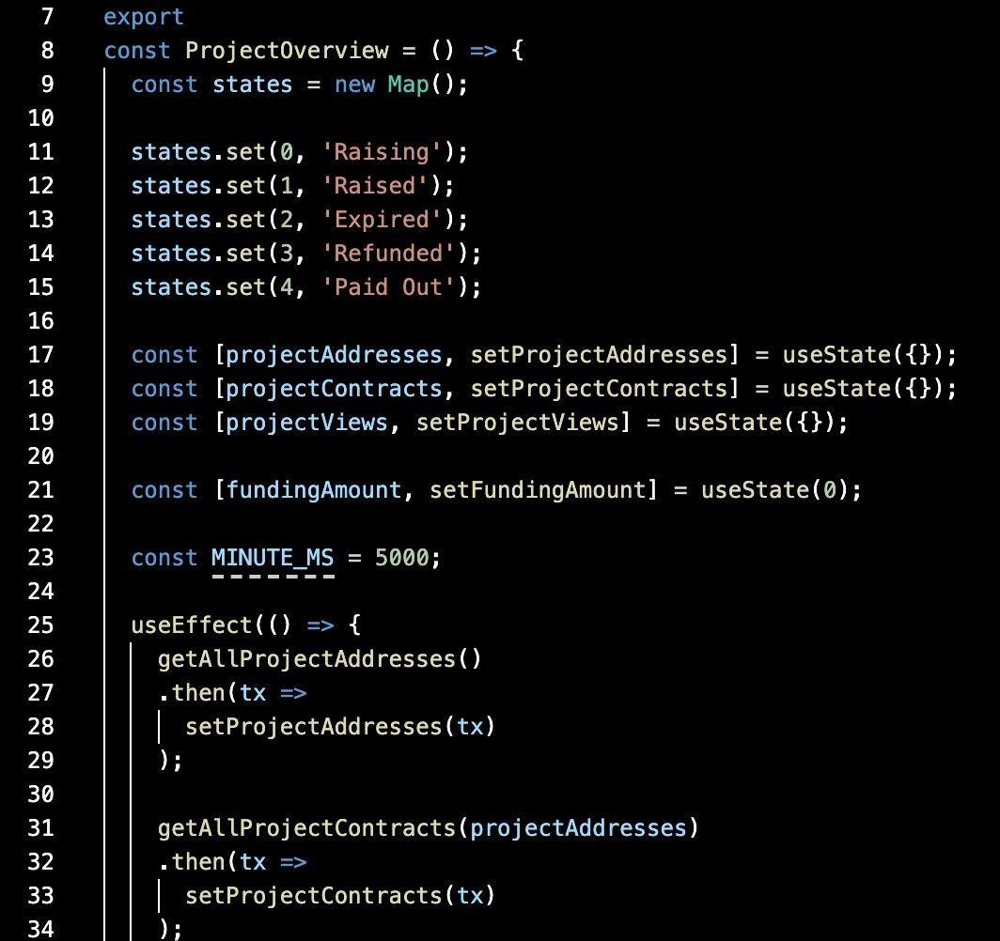 7 export
8 const ProjectOverview = () => {
9 const states = new Map();
10
11 states.set(0, 'Raising');
12 states.set(1, 'Raised');
13 states.set(2, 'Expired');
14 states.set(3, 'Refunded');
15 states.set(4, 'Paid Out');
16
17 const [projectAddresses, setProjectAddresses] = useState({});
18 const [projectContracts, setProjectContracts] = useState({});
19 const [projectViews, setProjectViews] = useState({});
20
21 const [fundingAmount, setFundingAmount] = useState(0);
22
23 const MINUTE_MS = 5000;
24
25 useEffect(() => {
26 getAllProjectAddresses()
27 .then(tx =>
28 setProjectAddresses(tx)
29 );
30
31 getAllProjectContracts(projectAddresses)
32 .then(tx =>
33 setProjectContracts(tx)
34 );